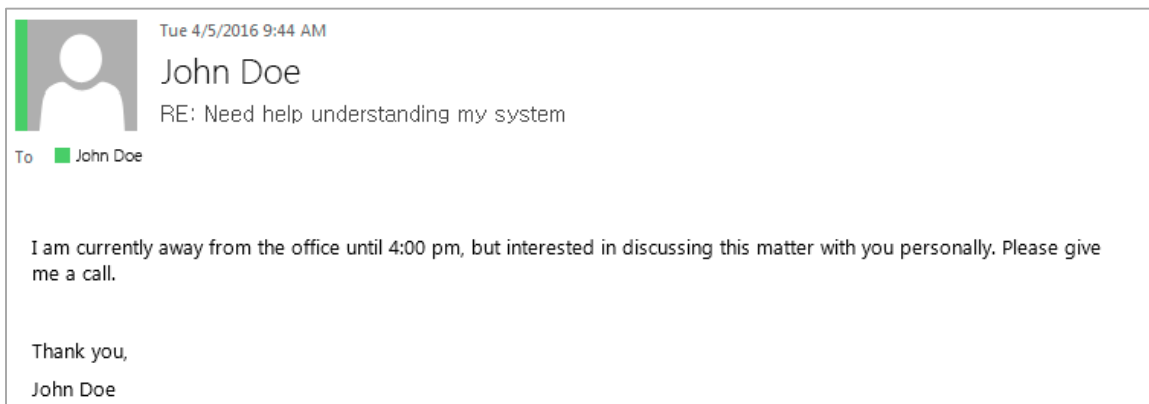 Tue 4/5/2016 9:44 AM
John Doe
RE: Need help understanding my system
To John Doe
I am currently away from the office until 4:00 pm, but interested in discussing this matter with you personally. Please give
me a call.
Thank you,
John Doe